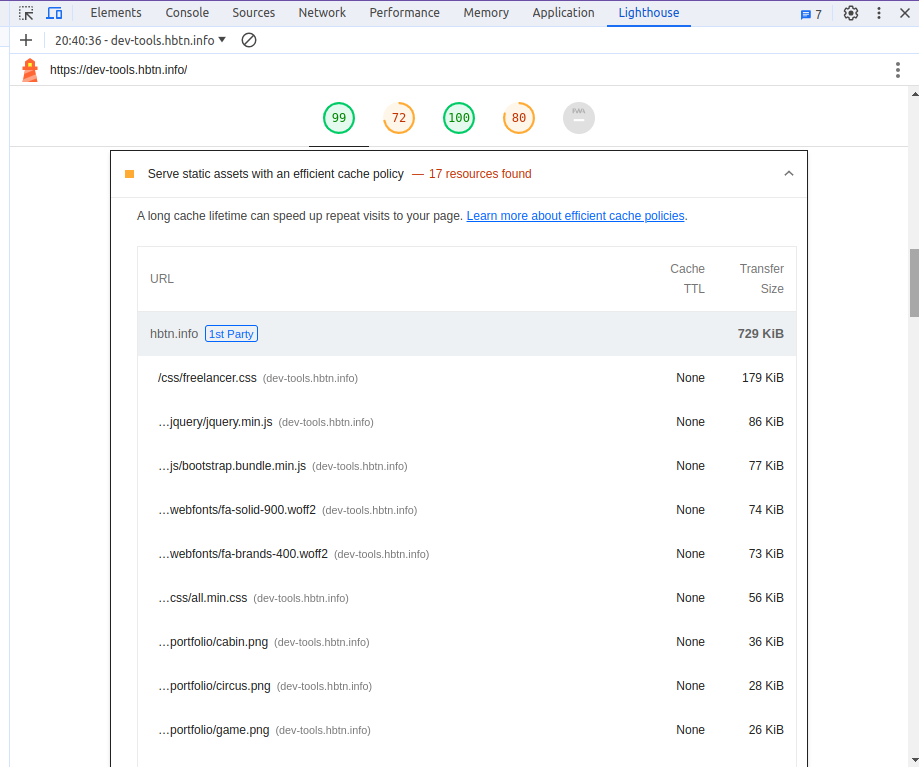 Elements Console Sources Network Performance Memory Application Lighthouse 7
20:40:36 - dev-tools.hbtn.info
https://dev-tools.hbtn.info/
99 72 100 80 PWA
Serve static assets with an efficient cache policy — 17 resources found
A long cache lifetime can speed up repeat visits to your page. Learn more about efficient cache policies.
URL Cache TTL Transfer Size
hbtn.info 1st Party 729 KiB
/css/freelancer.css (dev-tools.hbtn.info) None 179 KiB
…jquery/jquery.min.js (dev-tools.hbtn.info) None 86 KiB
…js/bootstrap.bundle.min.js (dev-tools.hbtn.info) None 77 KiB
…webfonts/fa-solid-900.woff2 (dev-tools.hbtn.info) None 74 KiB
…webfonts/fa-brands-400.woff2 (dev-tools.hbtn.info) None 73 KiB
…css/all.min.css (dev-tools.hbtn.info) None 56 KiB
…portfolio/cabin.png (dev-tools.hbtn.info) None 36 KiB
…portfolio/circus.png (dev-tools.hbtn.info) None 28 KiB
…portfolio/game.png (dev-tools.hbtn.info) None 26 KiB